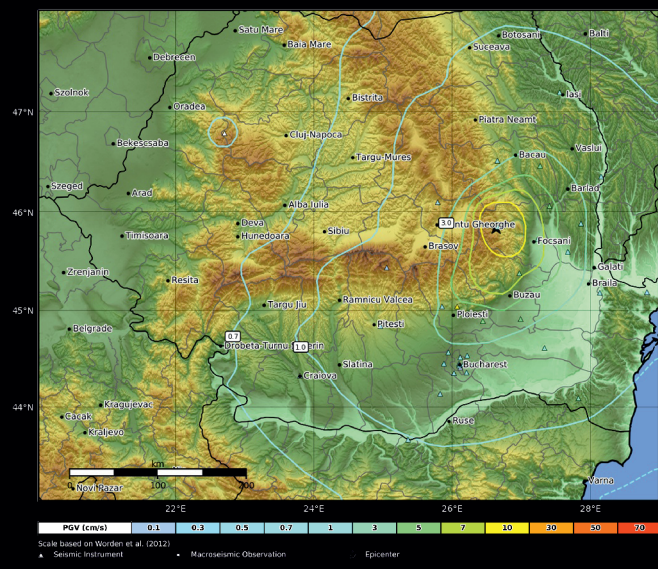 Satu Mare
Botosani
Balti
Baia Mare
Suceava
Debrecen
Szolnok
Bistrita
Iasi
Oradea
47°N
47°N
Piatra Neamt
Cluj-Napoca
Bekescsaba
Vaslui
Targu-Mures
Bacau
Szeged
Arad
Barlad
Alba Iulia
46°N
46°N
Deva
3.0
ntu Gheorghe
Sibiu
Timisoara
Hunedoara
Focsani
Brasov
Zrenjanin
Galati
Resita
Braila
Ramnicu Valcea
Buzau
Targu Jiu
45°N
45°N
Ploiesti
Pitesti
Belgrade
0.7
1.0
Drobeta-Turnu
erin
Slatina
Bucharest
Craiova
Kragujevac
44°N
44°N
Cacak
Ruse
Kraljevo
km
0
100
200
Novi Pazar
Varna
22°E
24°E
26°E
28°E
PGV (cm/s) 0.1 0.3 0.5 0.7 1 3 5 7 10 30 50 70
Scale based on Worden et al. (2012)
Seismic Instrument
Macroseismic Observation
Epicenter